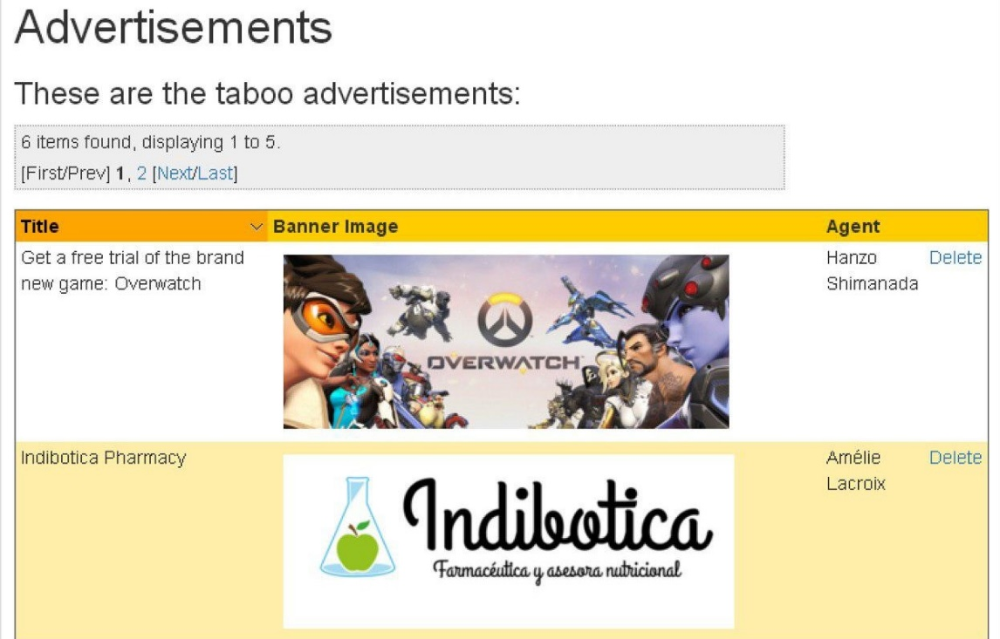 Advertisements
These are the taboo advertisements:
6 items found, displaying 1 to 5.
[First/Prev] 1, 2 [Next/Last]
Title Banner Image Agent
Get a free trial of the brand
new game: Overwatch
OVERWATCH
Hanzo
Shimanada
Delete
Indibotica Pharmacy
Indibotica
Farmacéutica y asesora nutricional
Amélie
Lacroix
Delete